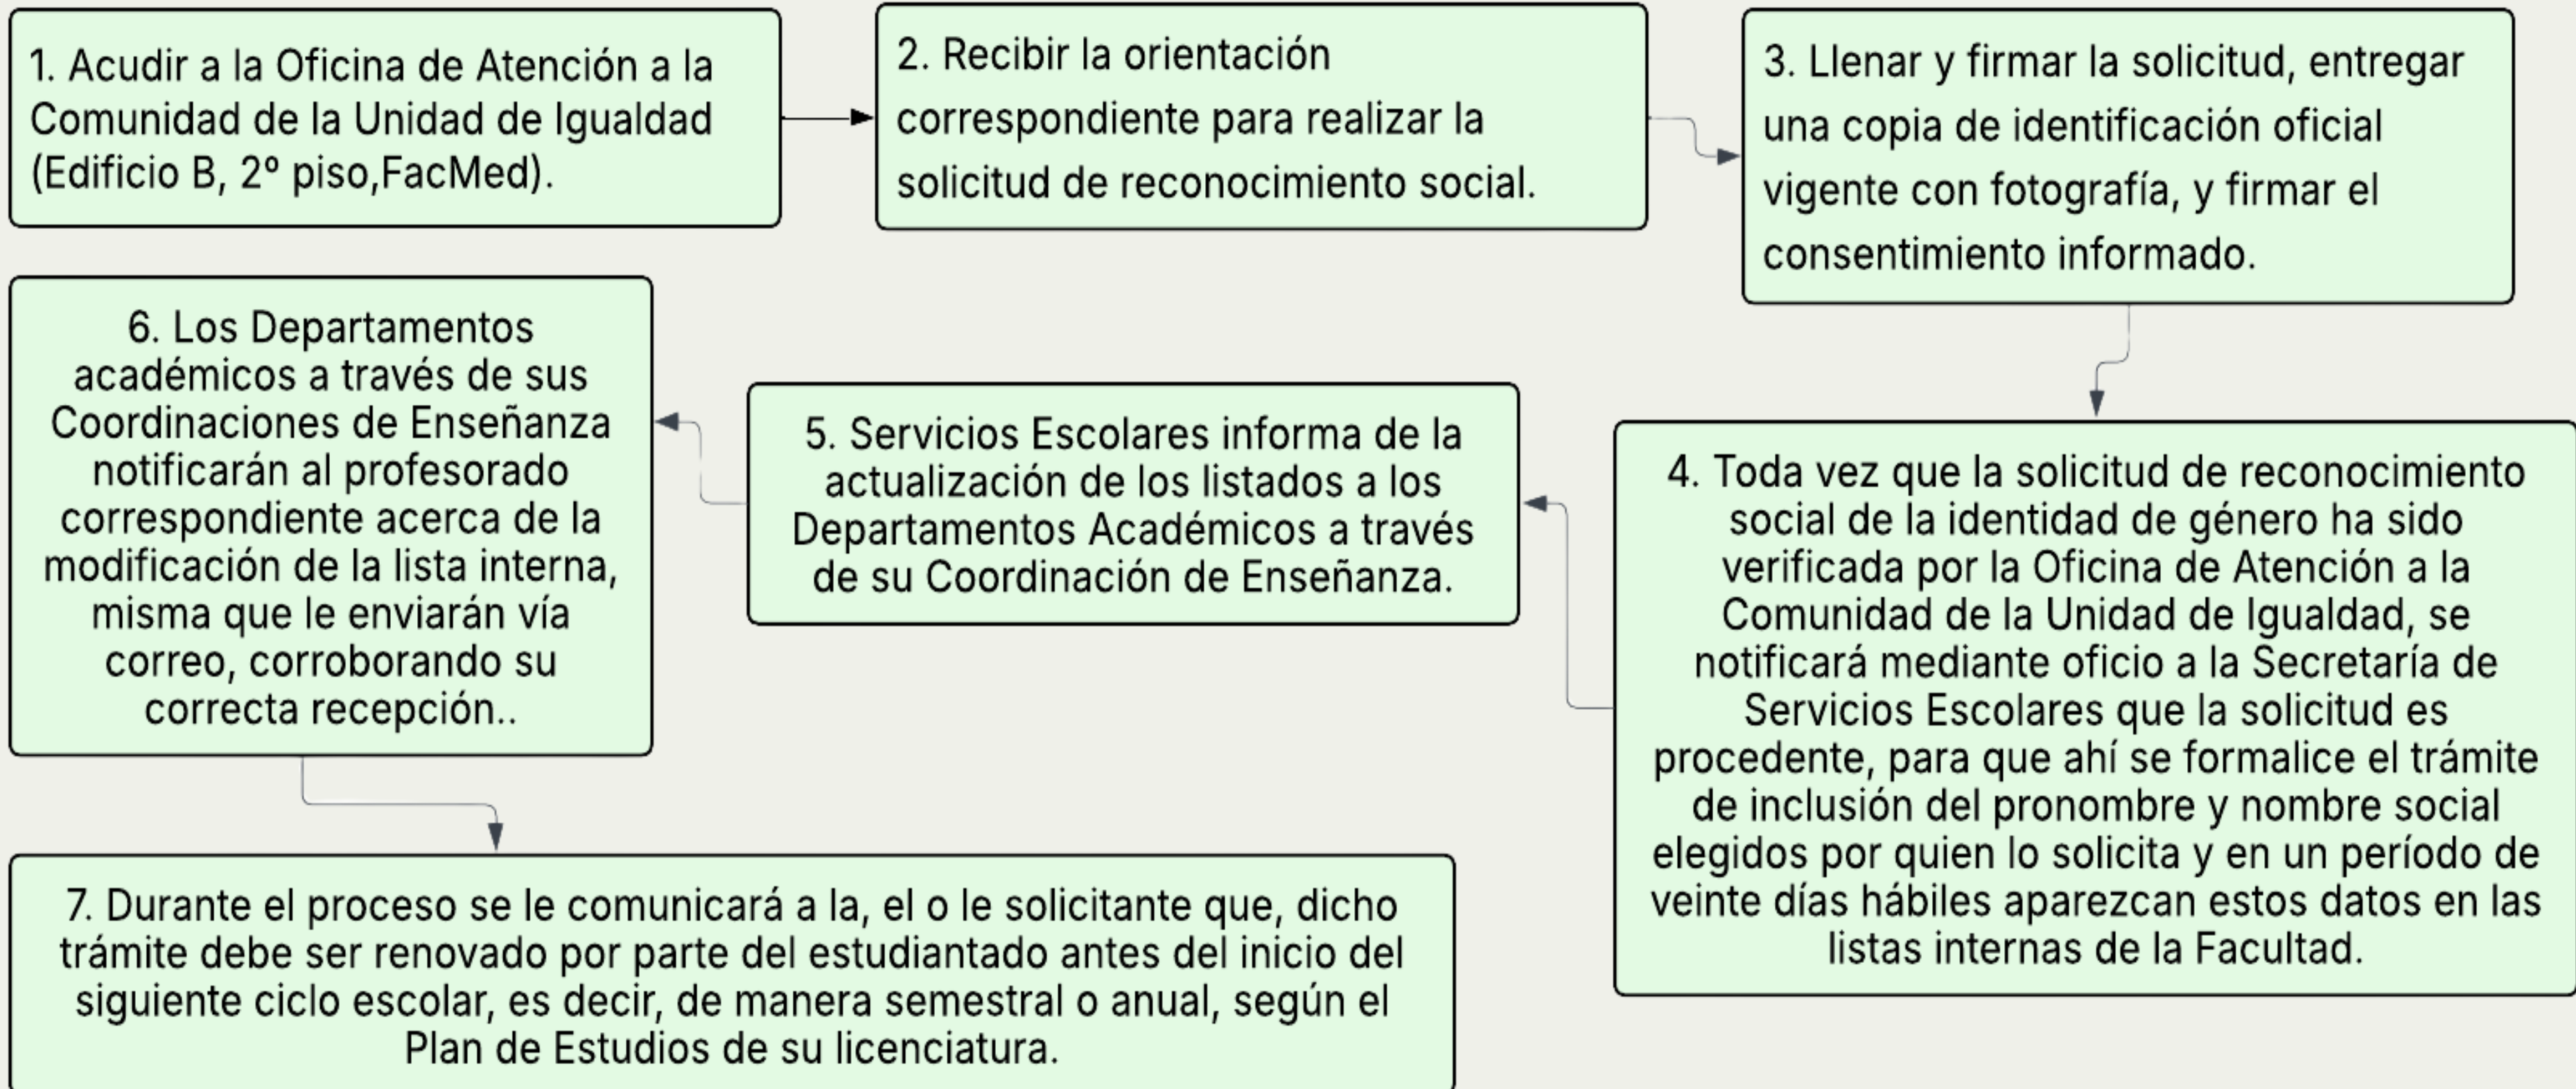 1. Acudir a la Oficina de Atención a la
Comunidad de la Unidad de Igualdad
(Edificio B, 2º piso,FacMed).
2. Recibir la orientación
correspondiente para realizar la
solicitud de reconocimiento social.
3. Llenar y firmar la solicitud, entregar
una copia de identificación oficial
vigente con fotografía, y firmar el
consentimiento informado.
4. Toda vez que la solicitud de reconocimiento
social de la identidad de género ha sido
verificada por la Oficina de Atención a la
Comunidad de la Unidad de Igualdad, se
notificará mediante oficio a la Secretaría de
Servicios Escolares que la solicitud es
procedente, para que ahí se formalice el trámite
de inclusión del pronombre y nombre social
elegidos por quien lo solicita y en un período de
veinte días hábiles aparezcan estos datos en las
listas internas de la Facultad.
5. Servicios Escolares informa de la
actualización de los listados a los
Departamentos Académicos a través
de su Coordinación de Enseñanza.
6. Los Departamentos
académicos a través de sus
Coordinaciones de Enseñanza
notificarán al profesorado
correspondiente acerca de la
modificación de la lista interna,
misma que le enviarán vía
correo, corroborando su
correcta recepción..
7. Durante el proceso se le comunicará a la, el o le solicitante que, dicho
trámite debe ser renovado por parte del estudiantado antes del inicio del
siguiente ciclo escolar, es decir, de manera semestral o anual, según el
Plan de Estudios de su licenciatura.